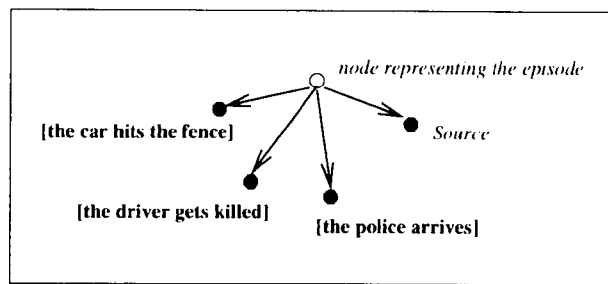 node representing the episode
[the car hits the fence]
Source
[the driver gets killed]
[the police arrives]